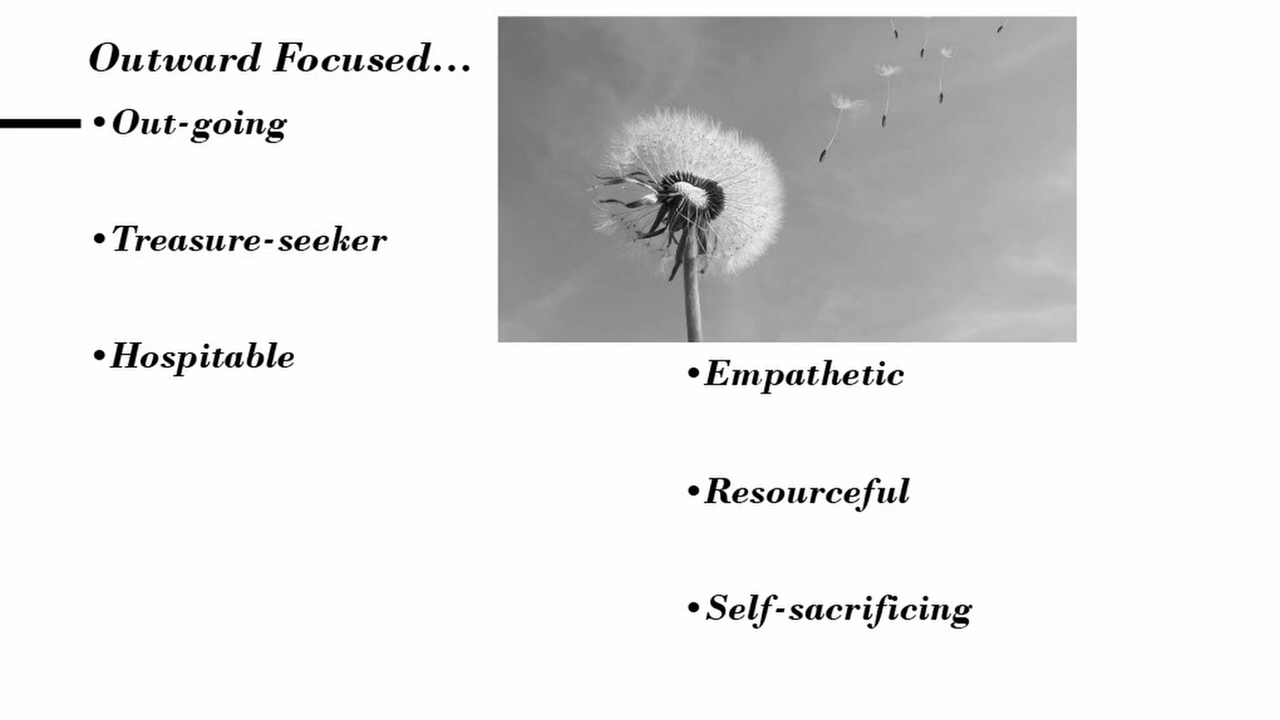 Outward Focused...
•Out-going
•Treasure-seeker
•Hospitable
•Empathetic
•Resourceful
•Self-sacrificing